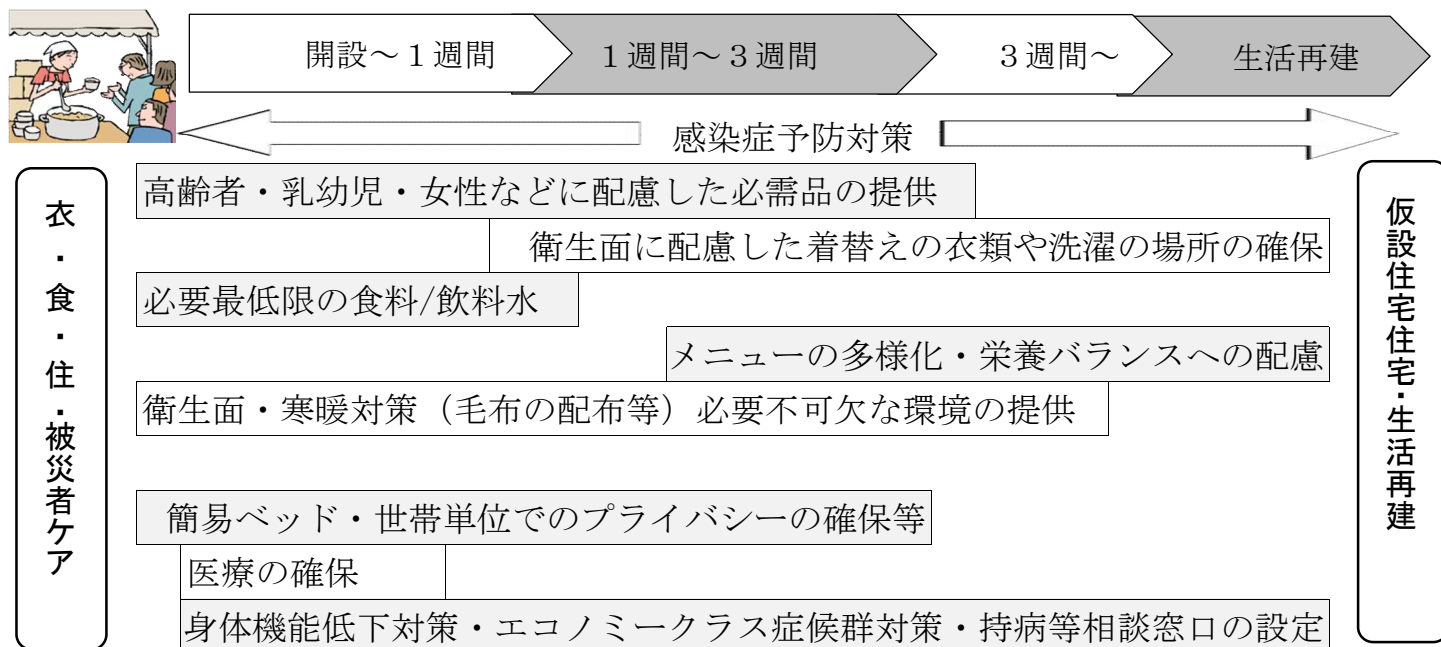 開設～１週間
１週間～３週間
３週間～
生活再建
感染症予防対策
衣・食・住・被災者ケア
高齢者・乳幼児・女性などに配慮した必需品の提供
衛生面に配慮した着替えの衣類や洗濯の場所の確保
必要最低限の食料/飲料水
メニューの多様化・栄養バランスへの配慮
衛生面・寒暖対策（毛布の配布等）必要不可欠な環境の提供
簡易ベッド・世帯単位でのプライバシーの確保等
医療の確保
身体機能低下対策・エコノミークラス症候群対策・持病等相談窓口の設定
仮設住宅住宅・生活再建